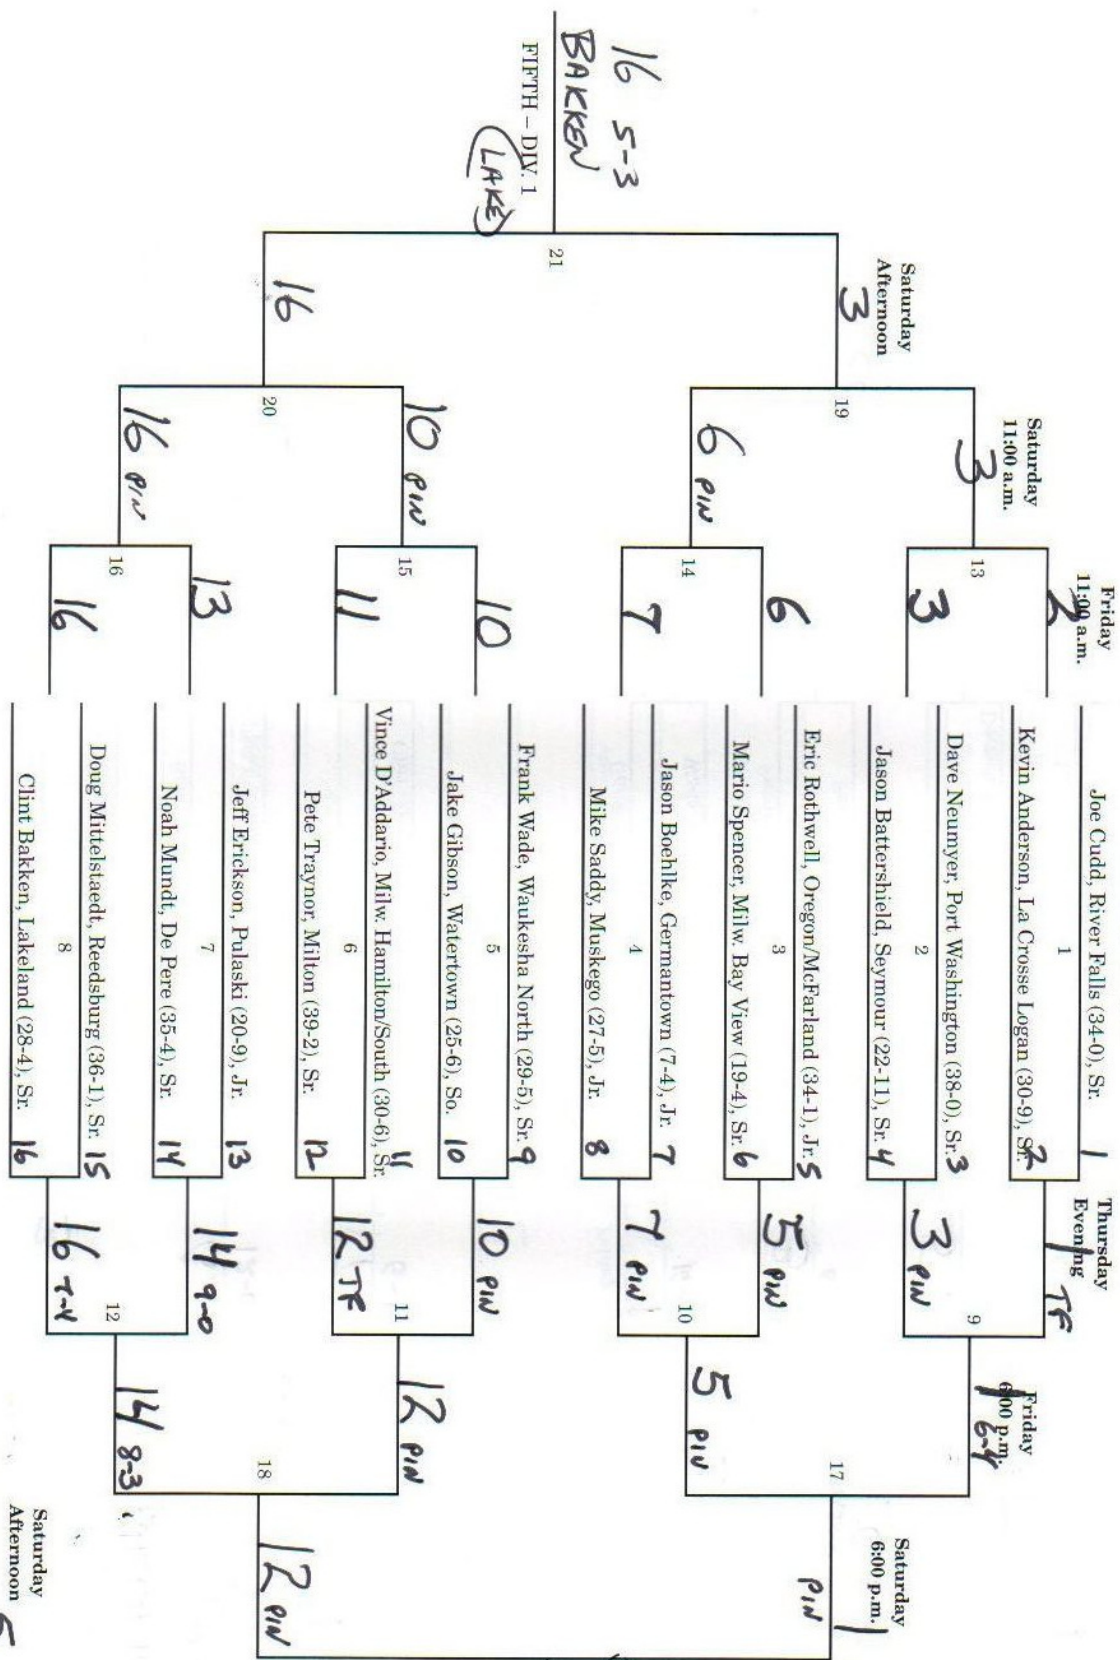 Friday
11:00 a.m.
Saturday
11:00 a.m.
Saturday
Afternoon
Thursday
Evening
Friday
6:00 p.m.
Saturday
6:00 p.m.
Joe Cudd, River Falls (34-0), Sr. 1
1
Kevin Anderson, La Crosse Logan (30-9), Sr. 2
Dave Neumyer, Port Washington (38-0), Sr. 3
2
Jason Battershield, Seymour (22-11), Sr. 4
Eric Rothwell, Oregon/McFarland (34-1), Jr. 5
3
Mario Spencer, Milw. Bay View (19-4), Sr. 6
Jason Boehlke, Germantown (7-4), Jr. 7
4
Mike Saddy, Muskego (27-5), Jr. 8
Frank Wade, Waukesha North (29-5), Sr. 9
5
Jake Gibson, Watertown (25-6), So. 10
Vince D'Addario, Milw. Hamilton/South (30-6), Sr. 11
6
Pete Traynor, Milton (39-2), Sr. 12
Jeff Erickson, Pulaski (20-9), Jr. 13
7
Noah Mundt, De Pere (35-4), Sr. 14
Doug Mittelstaedt, Reedsburg (36-1), Sr. 15
8
Clint Bakken, Lakeland (28-4), Sr. 16
1 TF
9
3 PIN
5 PIN
10
7 PIN
10 PIN
11
12 TF
14 9-0
12
16 7-4
1 6-4
17
5 PIN
12 PIN
18
14 8-3
1
PIN
12 PIN
Saturday
Afternoon
5
2
13
3
6
14
7
10
15
11
13
16
16
3
19
6 PIN
10 PIN
20
16 PIN
3
21
16
16 5-3
BAKKEN
FIFTH – DIV. 1
LAKE